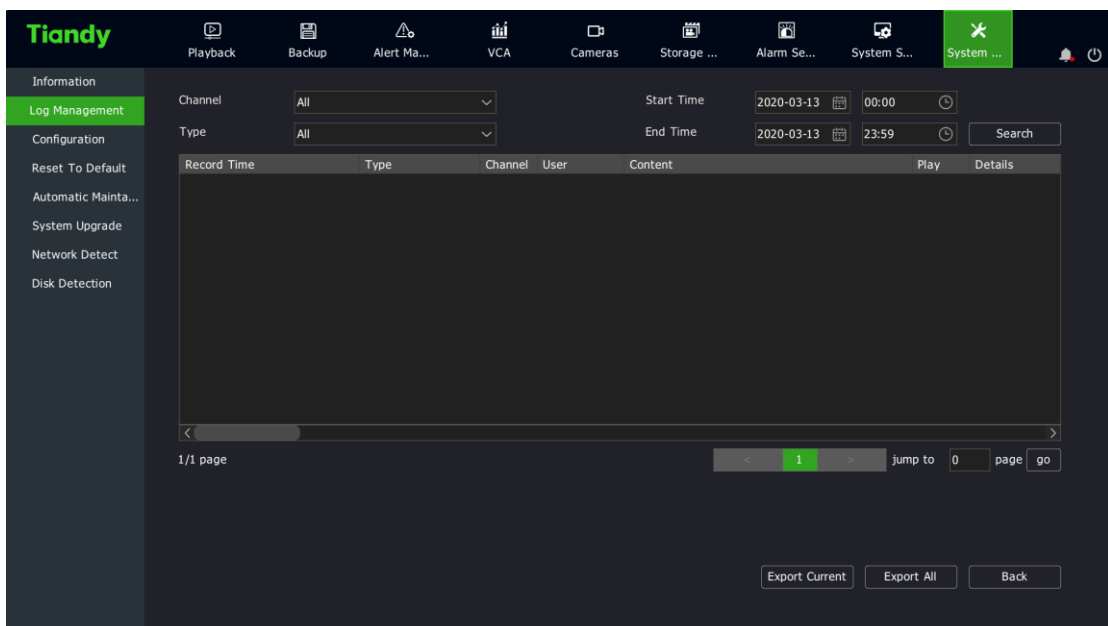 Tiandy
Playback Backup Alert Ma... VCA Cameras Storage ... Alarm Se... System S... System ...
Information
Log Management
Configuration
Reset To Default
Automatic Mainta...
System Upgrade
Network Detect
Disk Detection
Channel All Start Time 2020-03-13 00:00
Type All End Time 2020-03-13 23:59 Search
Record Time Type Channel User Content Play Details
1/1 page < 1 > jump to 0 page go
Export Current Export All Back